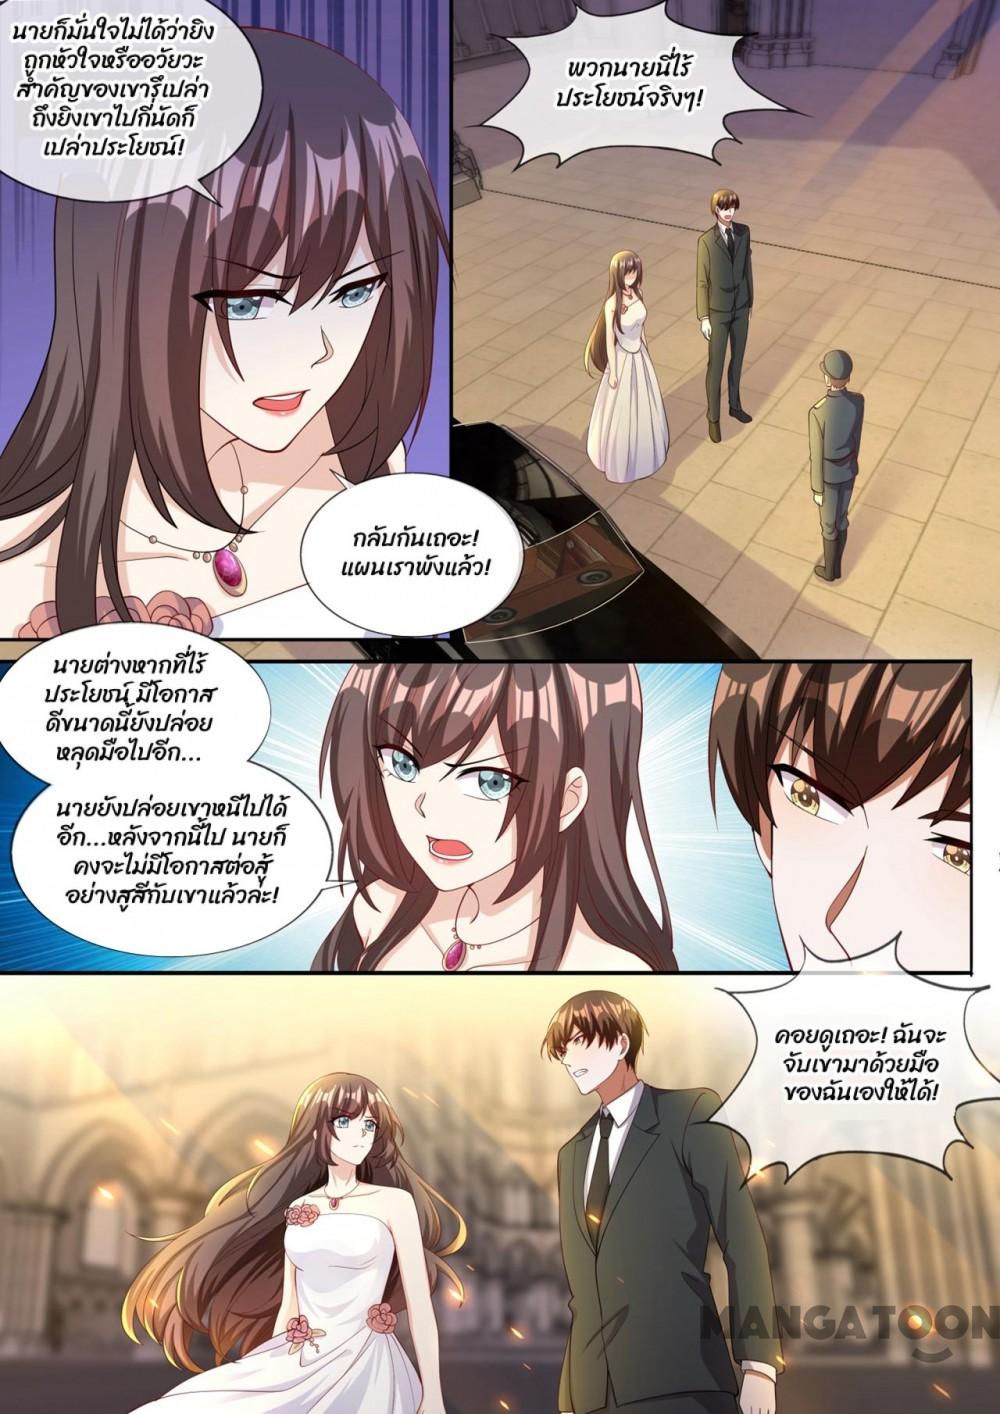 นายก็มั่นใจไม่ได้ว่ายิง
ถูกหัวใจหรืออวัยวะ
สำคัญของเขารึเปล่า
ถึงยิงเขาไปกี่นัดก็
เปล่าประโยชน์!
พวกนายนี่ไร้
ประโยชน์จริงๆ!
กลับกันเถอะ!
แผนเราพังแล้ว!
นายต่างหากที่ไร้
ประโยชน์ มีโอกาส
ดีขนาดนี้ยังปล่อย
หลุดมือไปอีก...
นายยังปล่อยเขาหนีไปได้
อีก...หลังจากนี้ไป นายก็
คงจะไม่มีโอกาสต่อสู้
อย่างสูสีกับเขาแล้วละ!
คอยดูเถอะ! ฉันจะ
จับเขามาด้วยมือ
ของฉันเองให้ได้!
MANGATOON